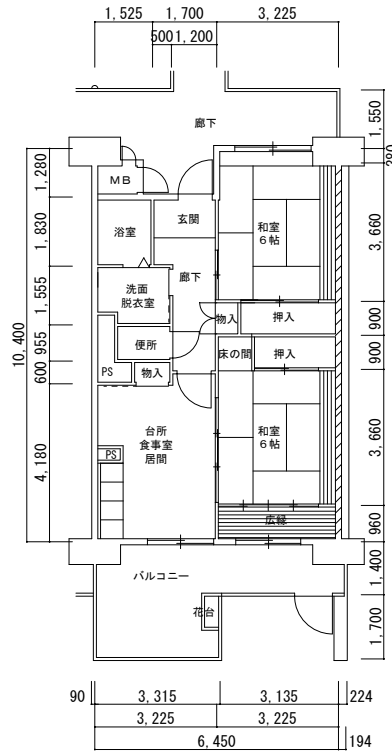 1,525
1,700
3,225
500
1,200
廊下
1,550
280
MB
1,280
浴室
玄関
和室
6帖
1,830
3,660
洗面
脱衣室
廊下
10,400
1,555
物入
押入
900
便所
955
床の間
押入
900
PS
物入
600
台所
食事室
居間
和室
6帖
3,660
PS
4,180
広縁
960
バルコニー
1,400
花台
1,700
90
3,315
3,135
224
3,225
3,225
6,450
194